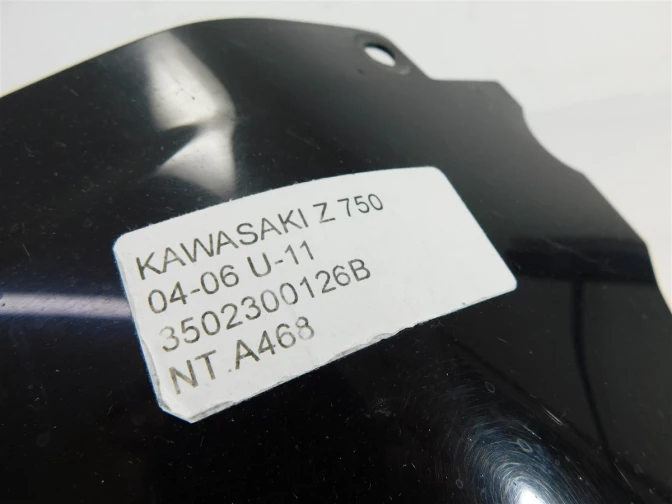 KAWASAKI Z 750
04-06 U-11
3502300126B
NT.A468